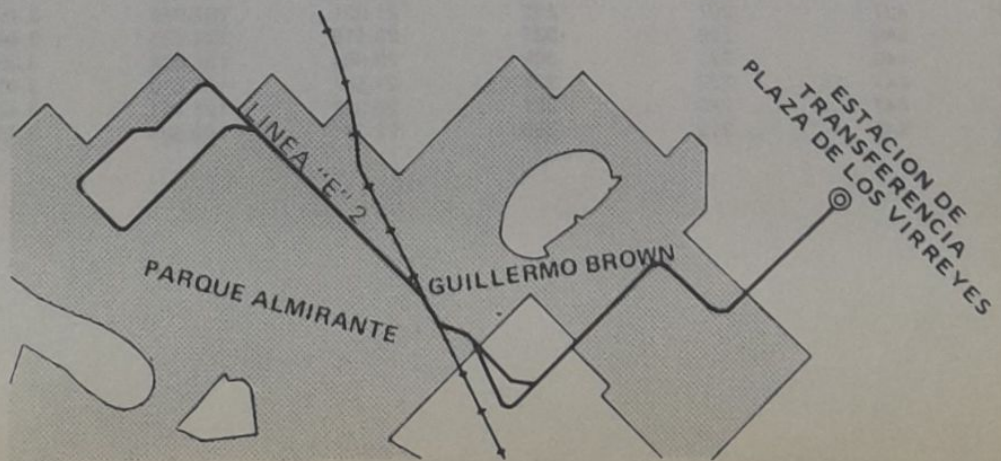 LINEA "E" 2
PARQUE ALMIRANTE
GUILLERMO BROWN
ESTACION DE
TRANSFERENCIA
PLAZA DE LOS VIRREYES